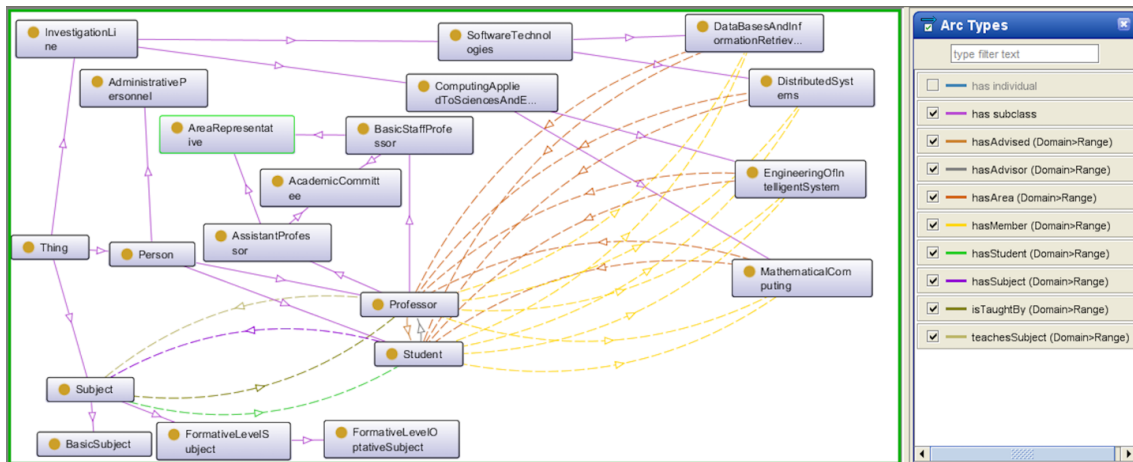 InvestigationLi
ne
SoftwareTechnol
ogies
DataBasesAndInf
ormationRetriev...
AdministrativeP
ersonnel
ComputingApplie
dToSciencesAndE...
DistributedSyst
ems
AreaRepresentat
ive
BasicStaffProfe
ssor
AcademicCommitt
ee
EngineeringOfIn
telligentSystem
Thing
Person
AssistantProfes
sor
MathematicalCom
puting
Professor
Student
Subject
BasicSubject
FormativeLevelS
ubject
FormativeLevelO
ptativeSubject
Arc Types
type filter text
has individual
has subclass
hasAdvised (Domain>Range)
hasAdvisor (Domain>Range)
hasArea (Domain>Range)
hasMember (Domain>Range)
hasStudent (Domain>Range)
hasSubject (Domain>Range)
isTaughtBy (Domain>Range)
teachesSubject (Domain>Range)